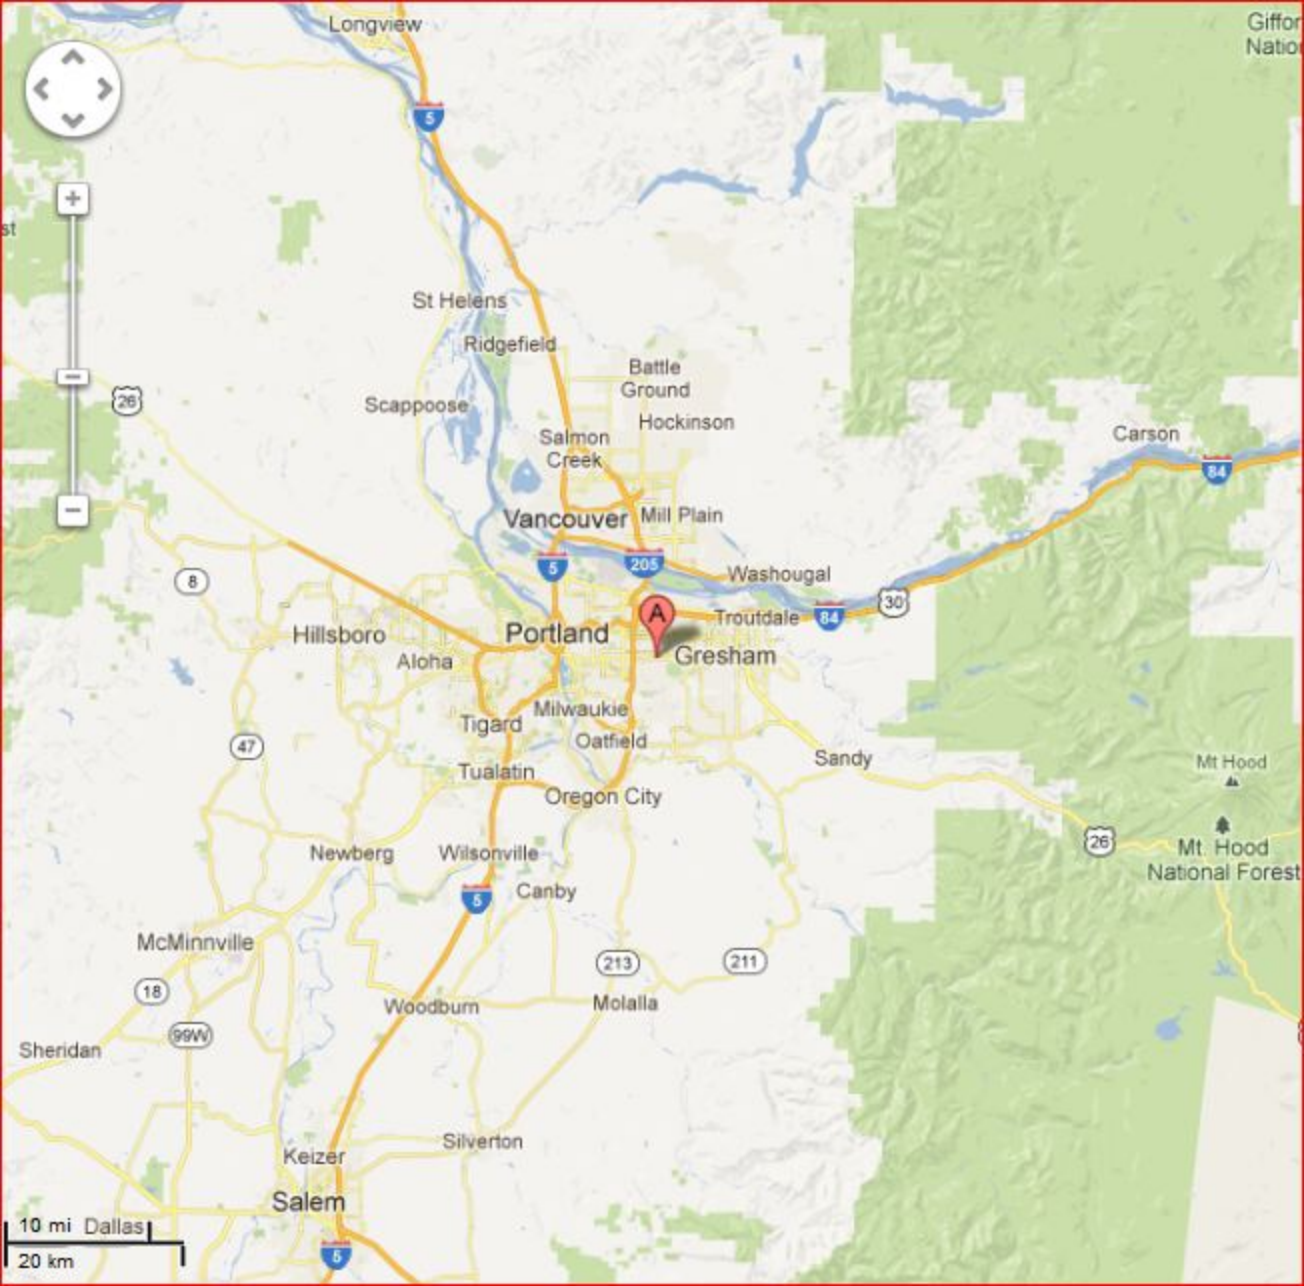 Longview
Giffor
Natio
5
st
St Helens
Ridgefield
Battle
Ground
26
Scappoose
Hockinson
Salmon
Creek
Carson
84
Vancouver
Mill Plain
5
205
8
Washougal
30
A
84
Troutdale
Hillsboro
Portland
Aloha
Gresham
Milwaukie
Tigard
Oatfield
47
Sandy
Mt Hood
Tualatin
Oregon City
26
Mt. Hood
National Forest
Newberg
Wilsonville
Canby
5
McMinnville
213
211
18
Woodburn
Molalla
99W
Sheridan
Silverton
Keizer
Salem
10 mi
Dallas
20 km
5